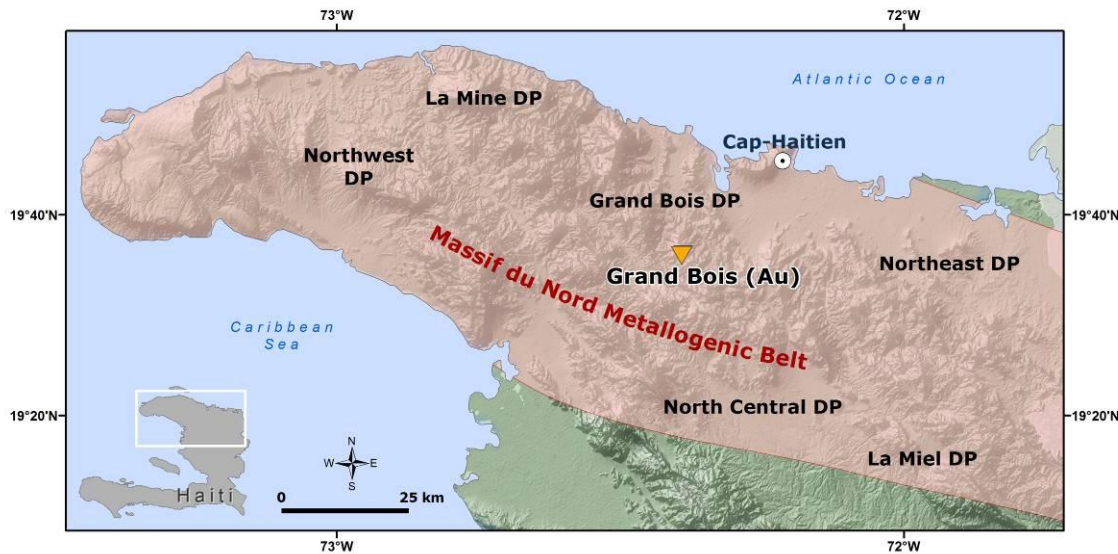 73°W
72°W
Atlantic Ocean
La Mine DP
Cap-Haitien
Northwest
DP
Grand Bois DP
19°40'
19°40'
Massif du Nord Metallogenic Belt
Grand Bois (Au)
Northeast DP
Caribbean
Sea
19°20'
19°20'
North Central DP
La Miel DP
N
W
E
S
Haiti
0
25 km
73°W
72°W